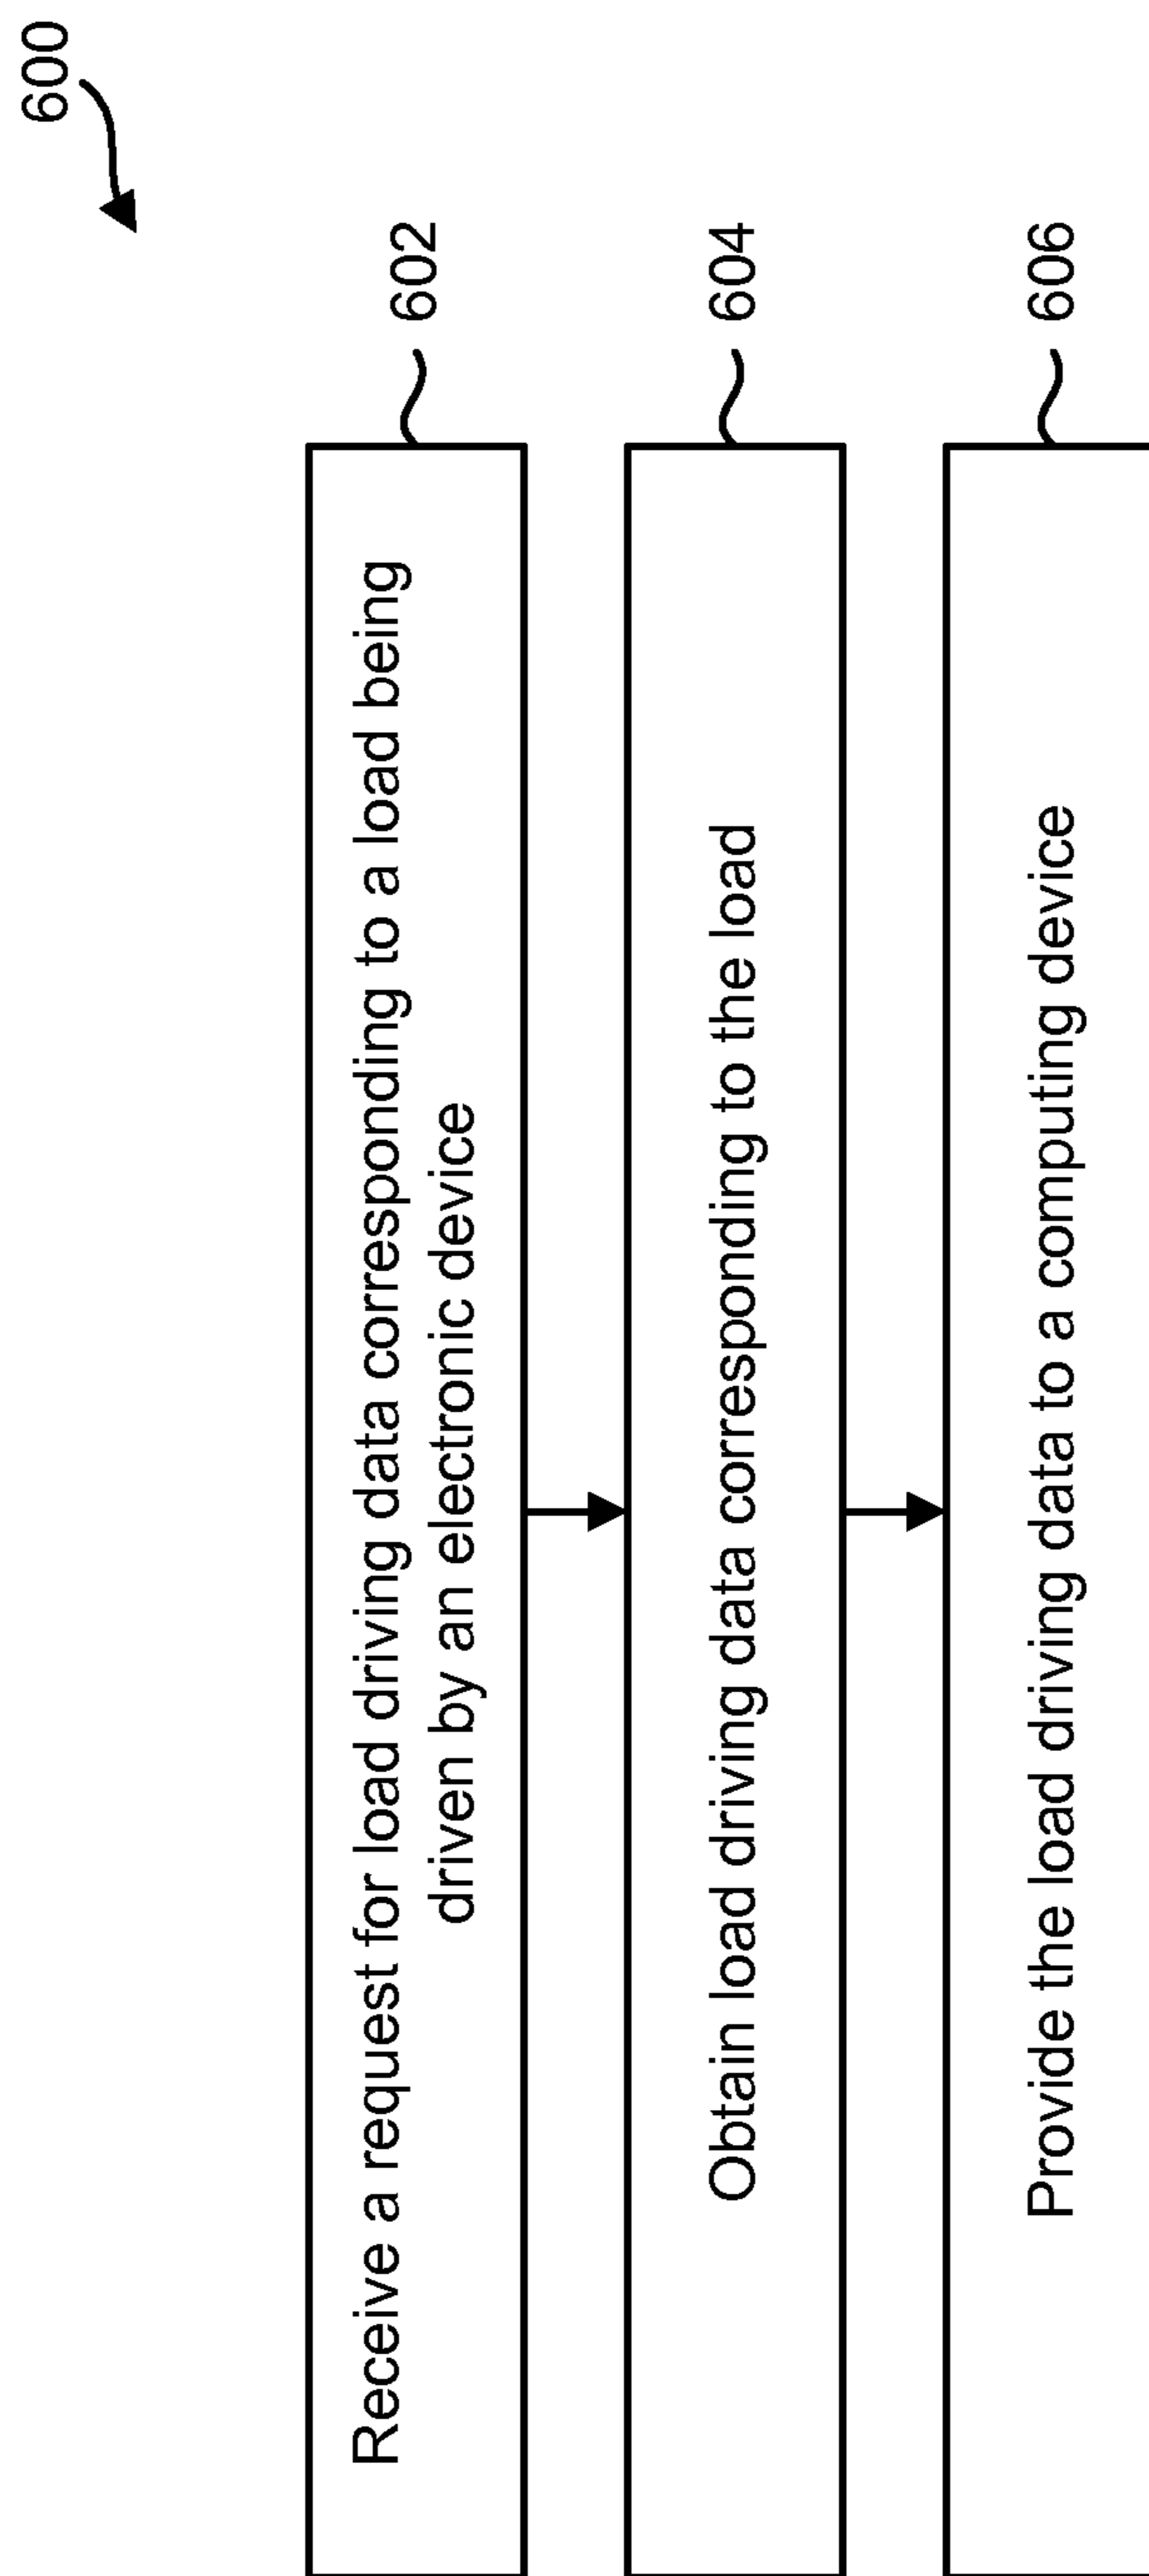 600
602
Receive a request for load driving data corresponding to a load being
driven by an electronic device
604
Obtain load driving data corresponding to the load
606
Provide the load driving data to a computing device